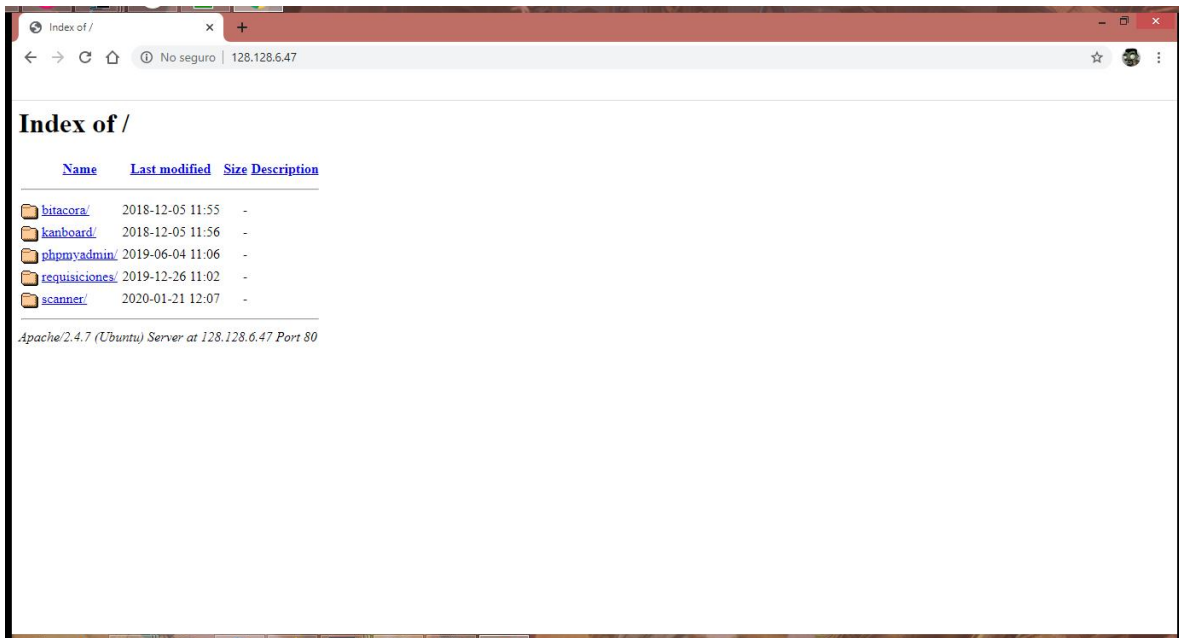 Index of /
No seguro | 128.128.6.47
Index of /
Name Last modified Size Description
bitacora/ 2018-12-05 11:55 -
kanboard/ 2018-12-05 11:56 -
phpmyadmin/ 2019-06-04 11:06 -
requisiciones/ 2019-12-26 11:02 -
scanner/ 2020-01-21 12:07 -
Apache/2.4.7 (Ubuntu) Server at 128.128.6.47 Port 80